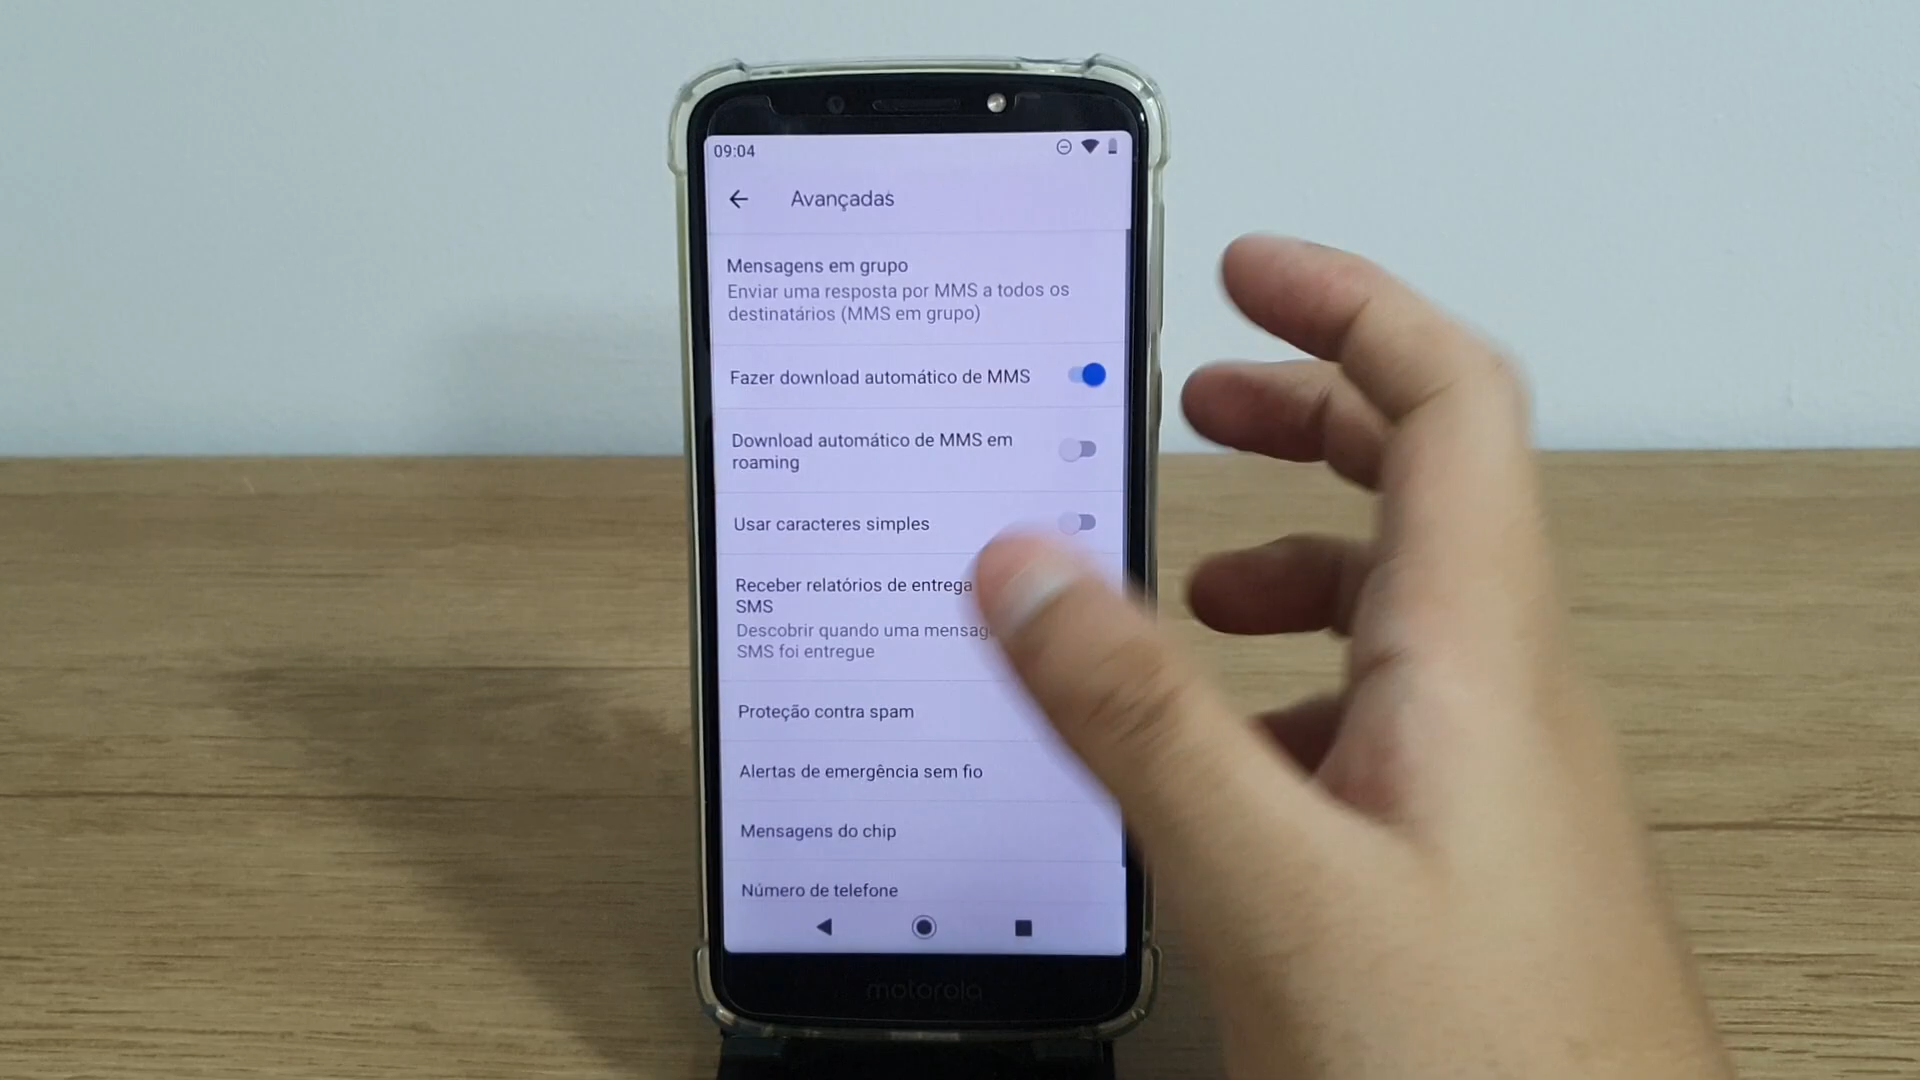 09:04
Avançadas
Mensagens em grupo
Enviar uma resposta por MMS a todos os
destinatários (MMS em grupo)
Fazer download automático de MMS
Download automático de MMS em
roaming
Usar caracteres simples
Receber relatórios de entrega
SMS
Descobrir quando uma mensag
SMS foi entregue
Proteção contra spam
Alertas de emergência sem fio
Mensagens do chip
Número de telefone
motorola